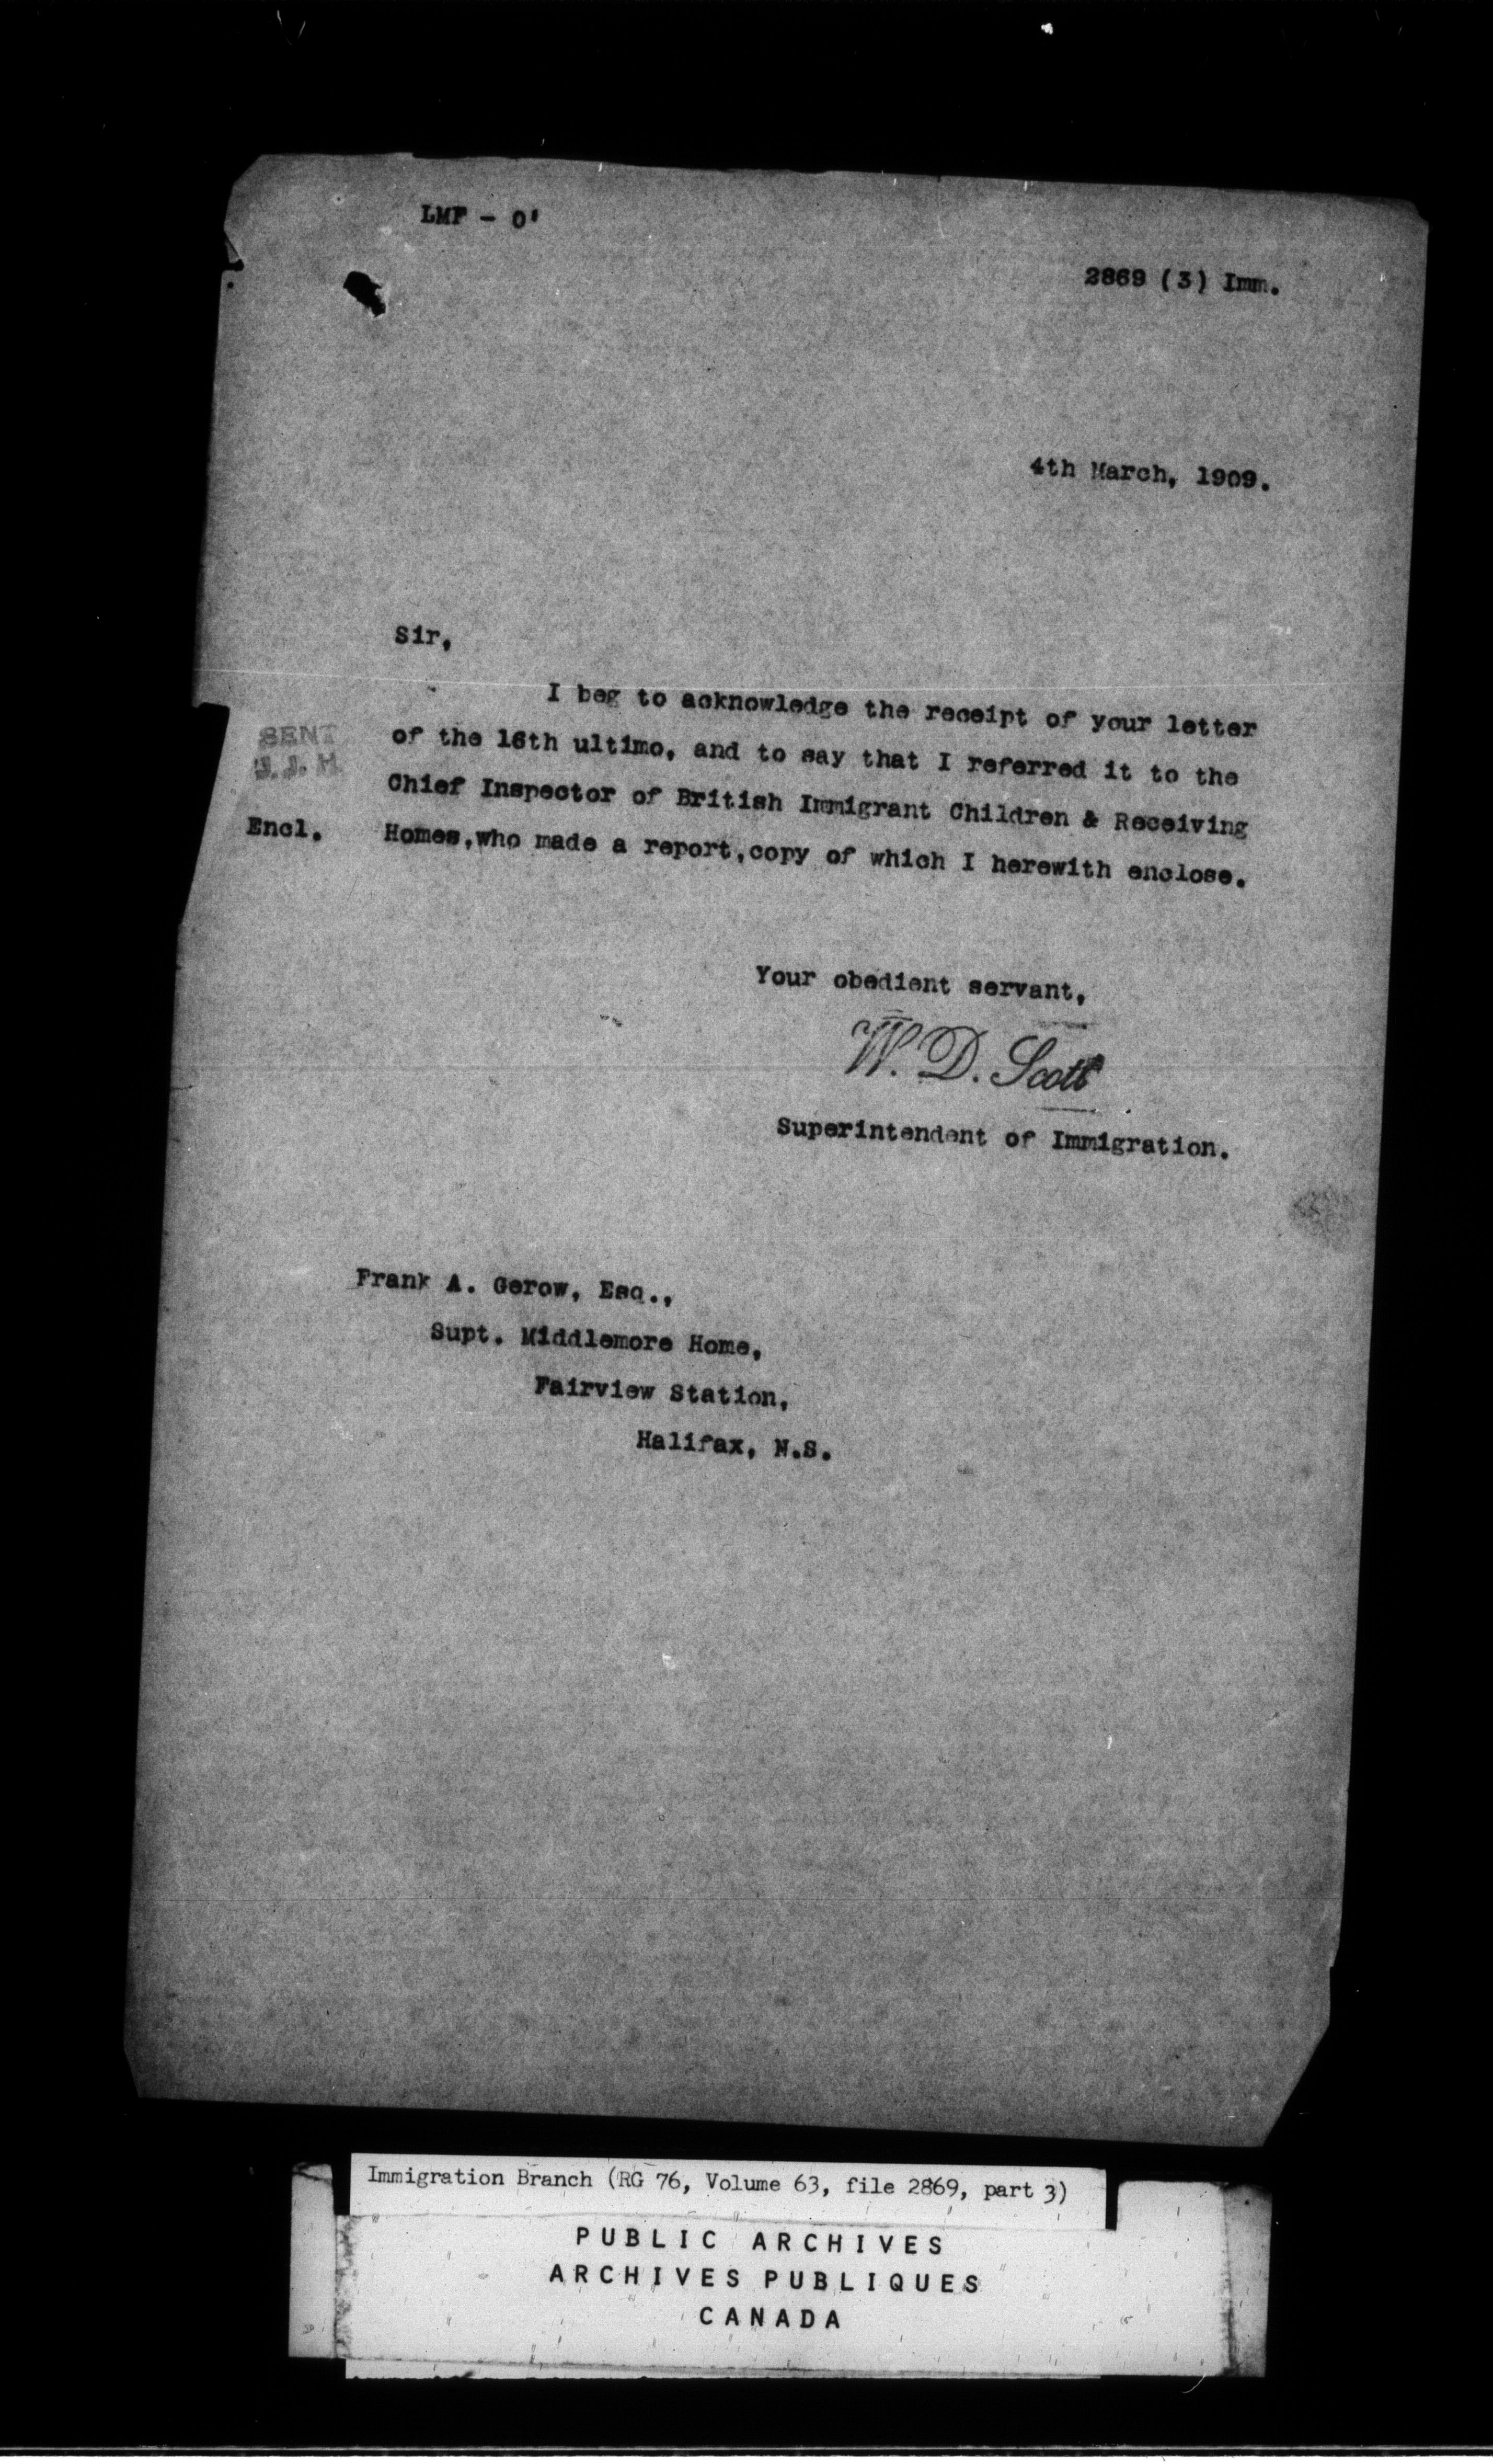 LMF - O'
2869 (3) Imm.
4th March, 1909.
Sir,
I beg to acknowledge the receipt of your letter
of the 16th ultimo, and to say that I referred it to the
Chief Inspector of British Immigrant Children & Receiving
Homes,who made a report,copy of which I herewith enclose.
SENT
J.J.H.
Encl.
Your obedient servant,
W. D. Scott
Superintendent of Immigration.
Frank A. Gerow, Esq.,
Supt. Middlemore Home,
Fairview Station,
Halifax, N.S.
Immigration Branch (RG 76, Volume 63, file 2869, part 3)
PUBLIC ARCHIVES
ARCHIVES PUBLIQUES
CANADA